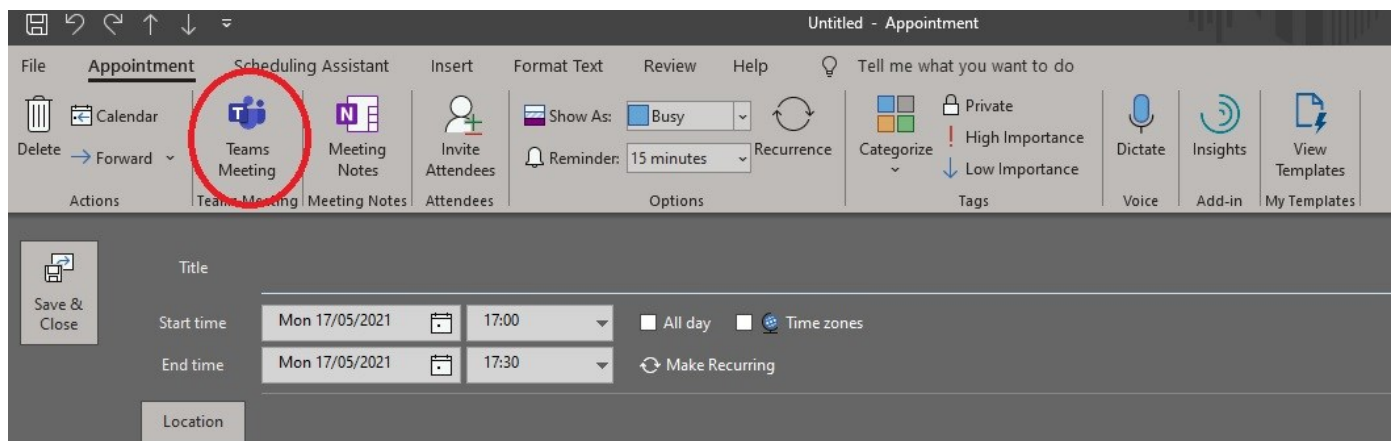 Untitled - Appointment
File Appointment Scheduling Assistant Insert Format Text Review Help Tell me what you want to do
Delete
Calendar
Forward
Actions
Teams
Meeting
Teams Meeting
Meeting
Notes
Meeting Notes
Invite
Attendees
Attendees
Show As: Busy
Reminder: 15 minutes
Recurrence
Options
Categorize
Private
High Importance
Low Importance
Tags
Dictate
Voice
Insights
Add-in
View
Templates
My Templates
Save &
Close
Title
Start time Mon 17/05/2021 17:00 All day Time zones
End time Mon 17/05/2021 17:30 Make Recurring
Location